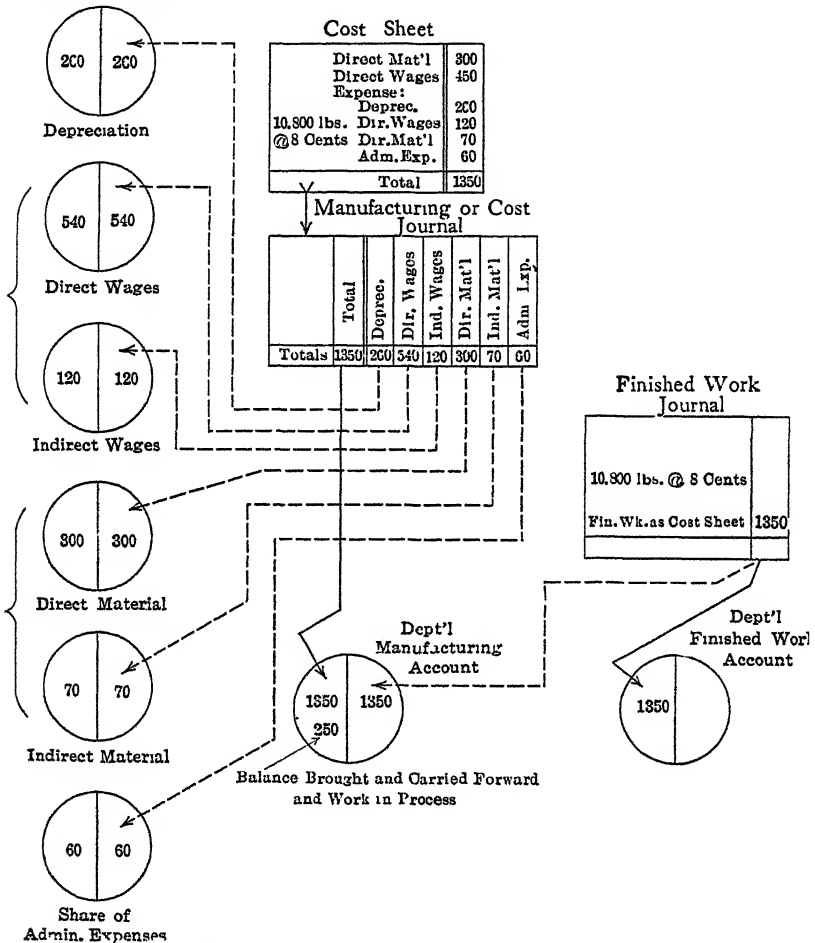 Cost Sheet
Direct Mat'l 300
Direct Wages 450
Expense:
Deprec. 260
10.800 lbs. Dir. Wages 120
@ 8 Cents Dir. Mat'l 70
Adm. Exp. 60
Total 1350
260 260
Depreciation
540 540
Direct Wages
120 120
Indirect Wages
300 300
Direct Material
70 70
Indirect Material
60 60
Share of
Admin. Expenses
Manufacturing or Cost
Journal
Total
Deprec.
Dir. Wages
Ind. Wages
Dir. Mat'l
Ind. Mat'l
Adm Exp.
Totals 1350 260 540 120 300 70 60
Finished Work
Journal
10.800 lbs. @ 8 Cents
Fin. Wk. as Cost Sheet 1350
Dept'l
Manufacturing
Account
1350 1350
250
Balance Brought and Carried Forward
and Work in Process
Dept'l
Finished Work
Account
1350